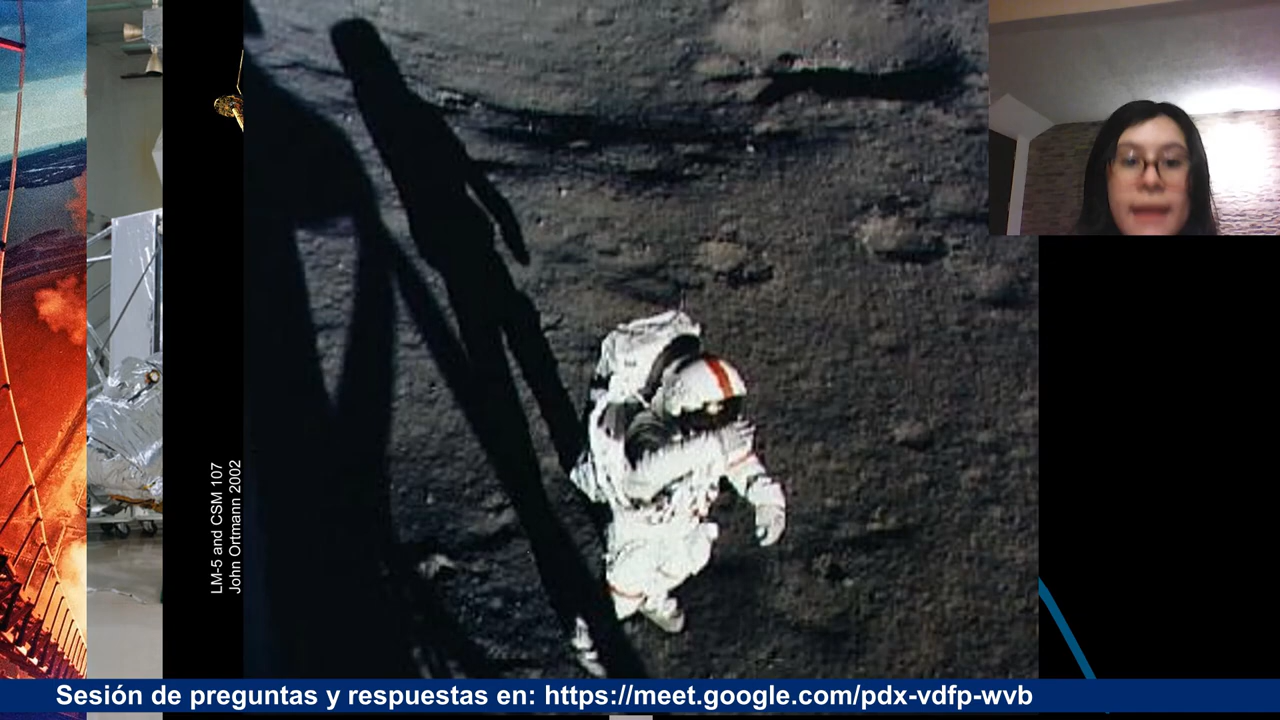 LM-5 and CSM 107
John Ortmann 2002
Sesión de preguntas y respuestas en: https://meet.google.com/pdx-vdfp-wvb